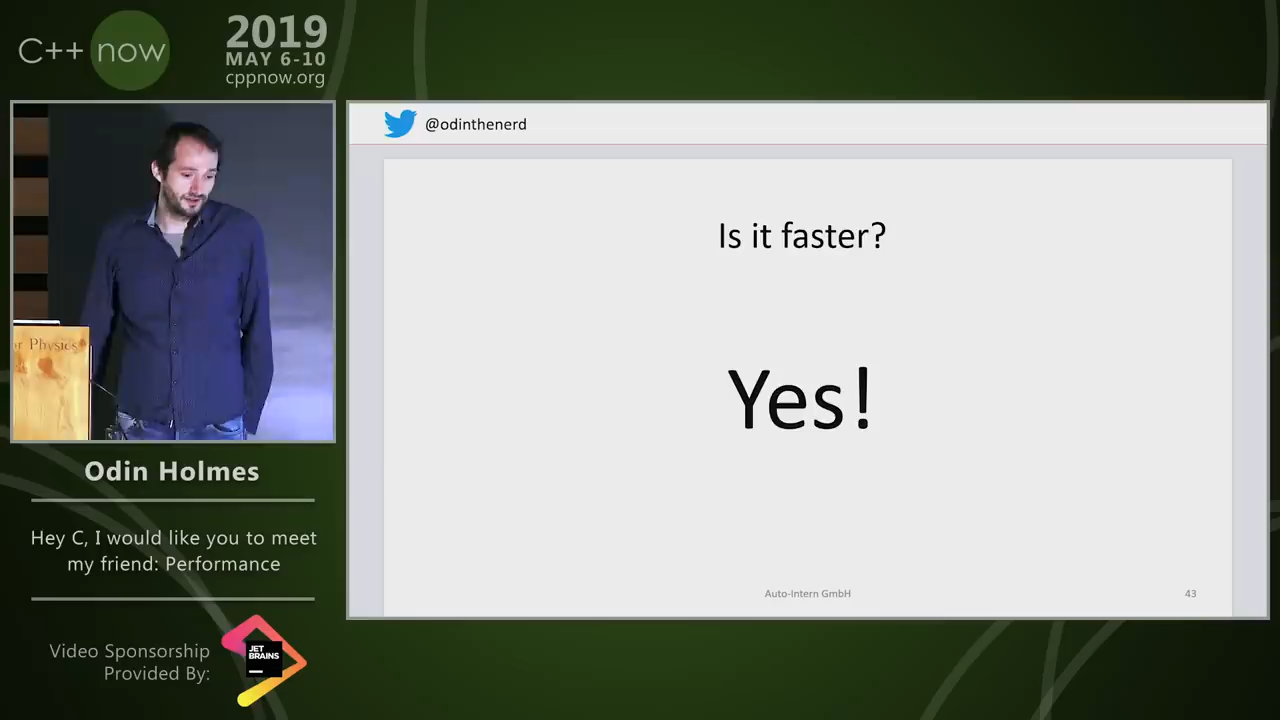 C++ now
2019
MAY 6-10
cppnow.org
@odinthenerd
Is it faster?
Yes!
Auto-Intern GmbH
43
r Physics
Odin Holmes
Hey C, I would like you to meet
my friend: Performance
Video Sponsorship
Provided By:
JET
BRAINS